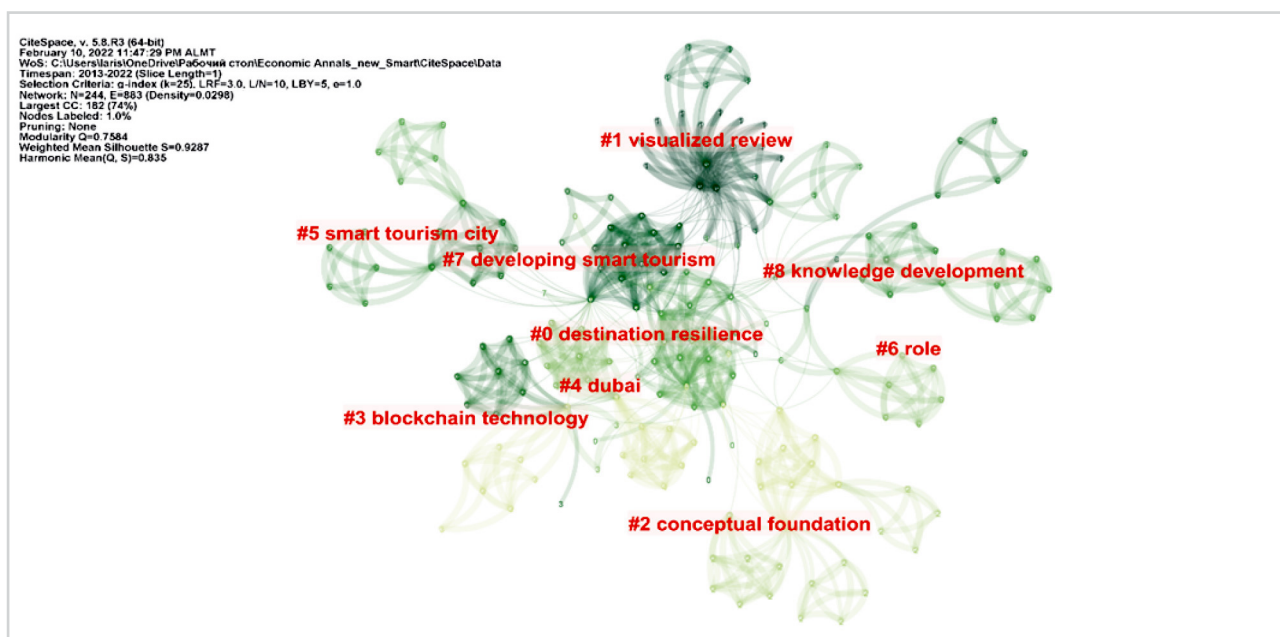 CiteSpace, v. 5.8.R3 (64-bit)
February 10, 2022 11:47:29 PM ALMT
WoS: C:\Users\laris\OneDrive\Рабочий стол\Economic Annals_new_Smart\CiteSpace\Data
Timespan: 2013-2022 (Slice Length=1)
Selection Criteria: g-index (k=25), LRF=3.0, L/N=10, LBY=5, e=1.0
Network: N=244, E=883 (Density=0.0298)
Largest CC: 182 (74%)
Nodes Labeled: 1.0%
Pruning: None
Modularity Q=0.7584
Weighted Mean Silhouette S=0.9287
Harmonic Mean(Q, S)=0.835
#1 visualized review
#5 smart tourism city
#7 developing smart tourism
#8 knowledge development
#0 destination resilience
#6 role
#4 dubai
#3 blockchain technology
#2 conceptual foundation